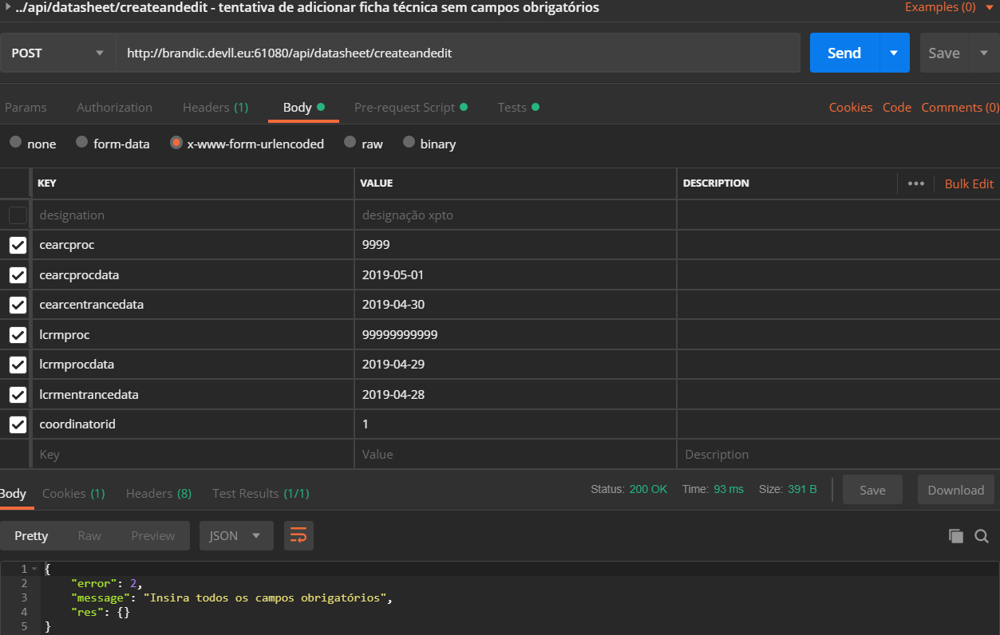 ../api/datasheet/createandedit - tentativa de adicionar ficha técnica sem campos obrigatórios Examples (0)
POST http://brandic.devll.eu:61080/api/datasheet/createandedit Send Save
Params Authorization Headers (1) Body Pre-request Script Tests Cookies Code Comments (0)
none form-data x-www-form-urlencoded raw binary
KEY VALUE DESCRIPTION ••• Bulk Edit
designation designação xpto
cearcproc 9999
cearcprocdata 2019-05-01
cearcentrancedata 2019-04-30
lcrmproc 99999999999
lcrmprocdata 2019-04-29
lcrmentrancedata 2019-04-28
coordinatorid 1
Key Value Description
Body Cookies (1) Headers (8) Test Results (1/1) Status: 200 OK Time: 93 ms Size: 391 B Save Download
Pretty Raw Preview JSON
1 {
2 "error": 2,
3 "message": "Insira todos os campos obrigatórios",
4 "res": {}
5 }